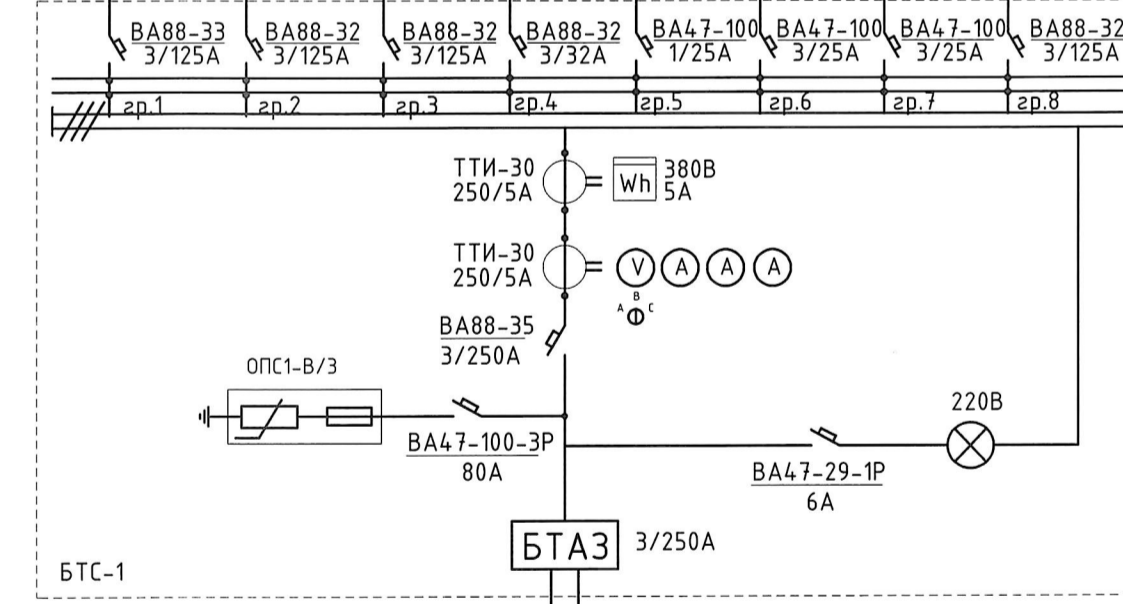 ВА88-33
3/125А
ВА88-32
3/125А
ВА88-32
3/125А
ВА88-32
3/32А
ВА47-100
1/25А
ВА47-100
3/25А
ВА47-100
3/25А
ВА88-32
3/125А
гр.1 гр.2 гр.3 гр.4 гр.5 гр.6 гр.7 гр.8
ТТИ-30
250/5А
Wh
380В
5А
ТТИ-30
250/5А
V A A A
В
А С
ВА88-35
3/250А
ОПС1-В/3
ВА47-100-3Р
80А
220В
ВА47-29-1Р
6А
БТАЗ
3/250А
БТС-1